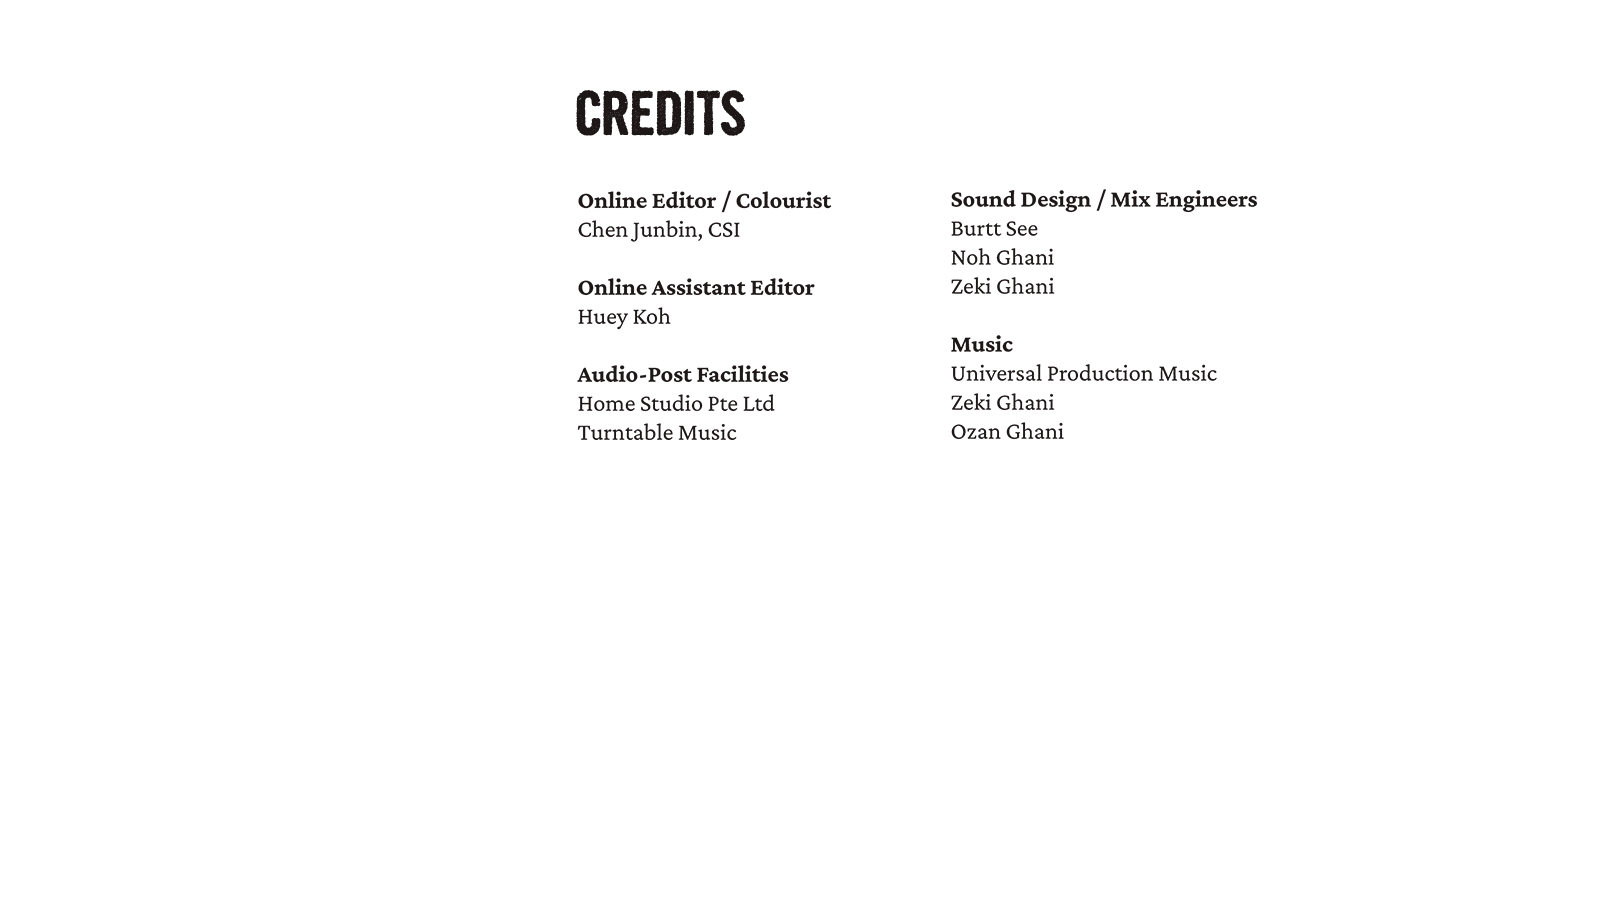 CREDITS
Online Editor / Colourist
Chen Junbin, CSI
Online Assistant Editor
Huey Koh
Audio-Post Facilities
Home Studio Pte Ltd
Turntable Music
Sound Design / Mix Engineers
Burtt See
Noh Ghani
Zeki Ghani
Music
Universal Production Music
Zeki Ghani
Ozan Ghani